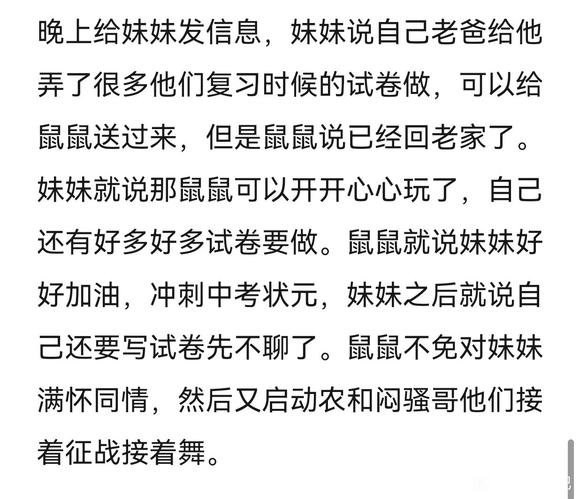 晚上给妹妹发信息，妹妹说自己老爸给他
弄了很多他们复习时候的试卷做，可以给
鼠鼠送过来，但是鼠鼠说已经回老家了。
妹妹就说那鼠鼠可以开开心心玩了，自己
还有好多好多试卷要做。鼠鼠就说妹妹好
好加油，冲刺中考状元，妹妹之后就说自
己还要写试卷先不聊了。鼠鼠不免对妹妹
满怀同情，然后又启动农和闷骚哥他们接
着征战接着舞。